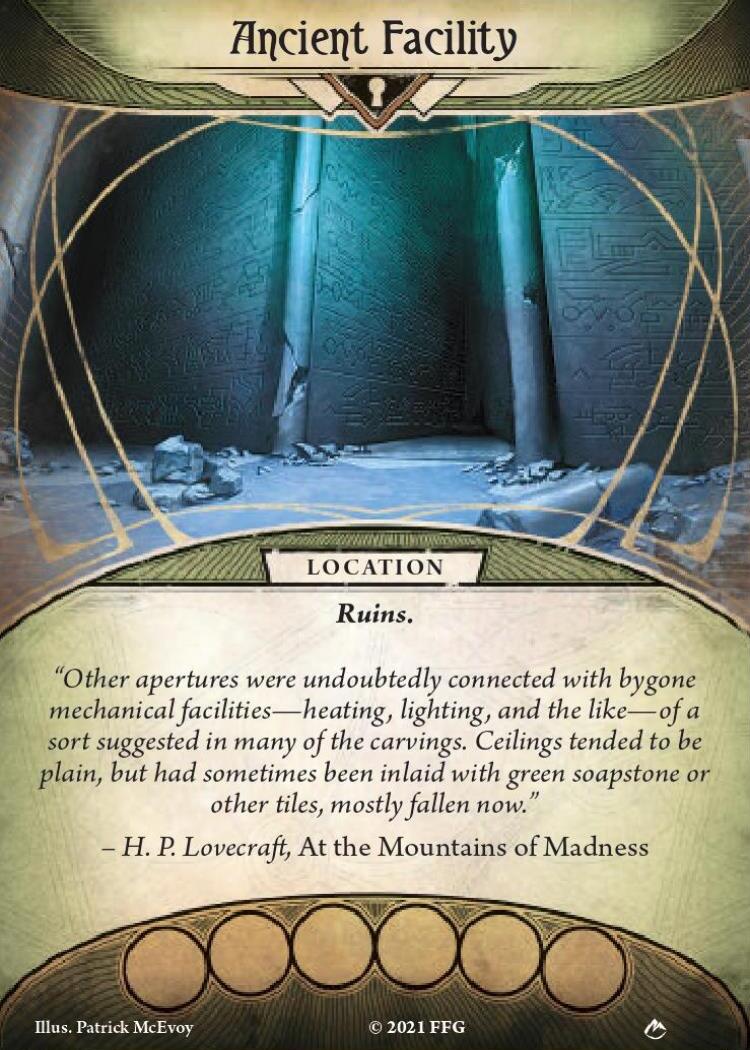 Ancient Facility
LOCATION
Ruins.
“Other apertures were undoubtedly connected with bygone
mechanical facilities—heating, lighting, and the like—of a
sort suggested in many of the carvings. Ceilings tended to be
plain, but had sometimes been inlaid with green soapstone or
other tiles, mostly fallen now.”
– H. P. Lovecraft, At the Mountains of Madness
Illus. Patrick McEvoy © 2021 FFG